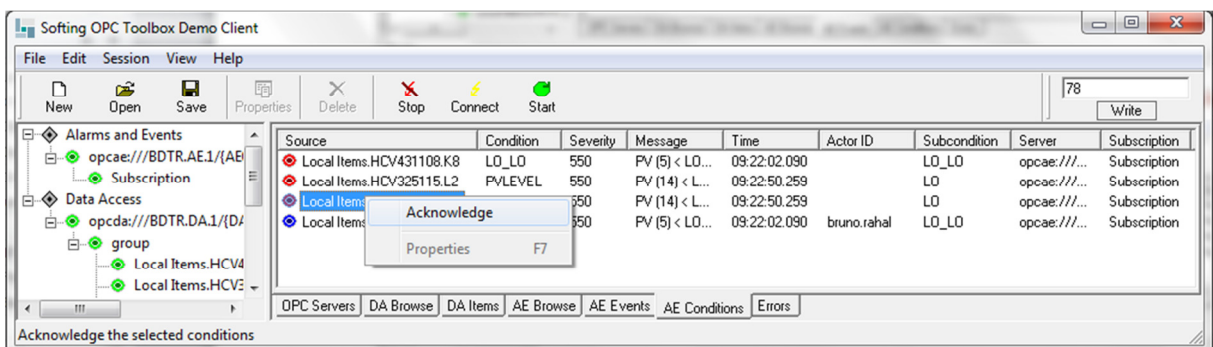 Softing OPC Toolbox Demo Client
File Edit Session View Help
New Open Save Properties Delete Stop Connect Start
78
Write
Alarms and Events
opcae:///BDTR.AE.1/{AE
Subscription
Data Access
opcda:///BDTR.DA.1/{DA
group
Local Items.HCV4
Local Items.HCV3
Source Condition Severity Message Time Actor ID Subcondition Server Subscription
Local Items.HCV431108.K8 LO_LO 550 PV (5) < LO... 09:22:02.090 LO_LO opcae:///... Subscription
Local Items.HCV325115.L2 PVLEVEL 550 PV (14) < L... 09:22:50.259 LO opcae:///... Subscription
Local Items 550 PV (14) < L... 09:22:50.259 LO opcae:///... Subscription
Local Items 550 PV (5) < LO... 09:22:02.090 bruno.rahal LO_LO opcae:///... Subscription
Acknowledge
Properties F7
OPC Servers DA Browse DA Items AE Browse AE Events AE Conditions Errors
Acknowledge the selected conditions